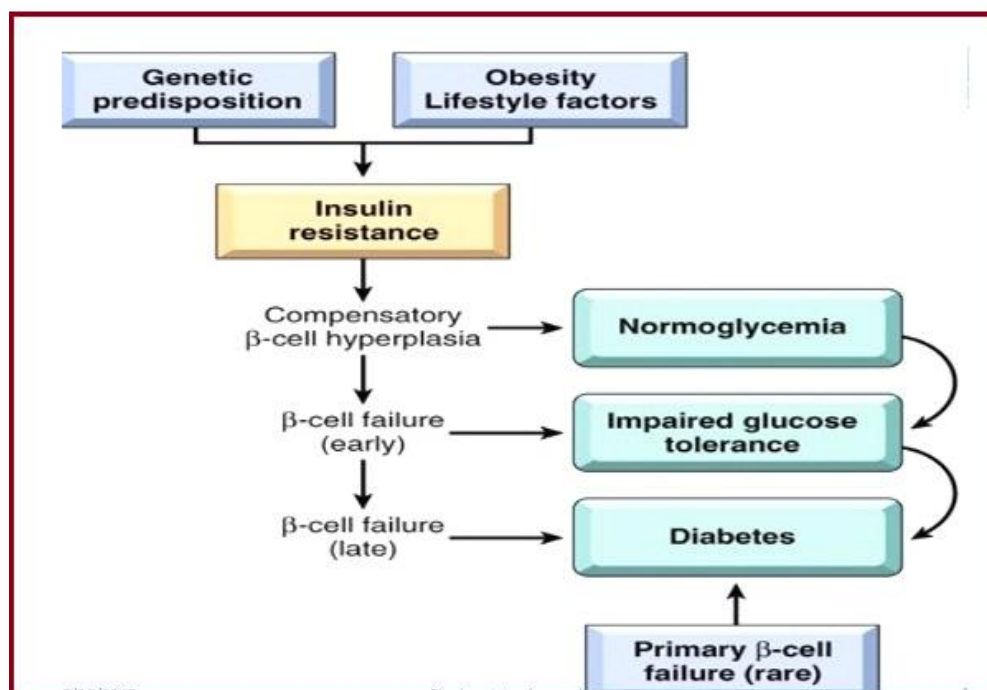 Genetic
predisposition
Obesity
Lifestyle factors
Insulin
resistance
Compensatory
β-cell hyperplasia
Normoglycemia
β-cell failure
(early)
Impaired glucose
tolerance
β-cell failure
(late)
Diabetes
Primary β-cell
failure (rare)